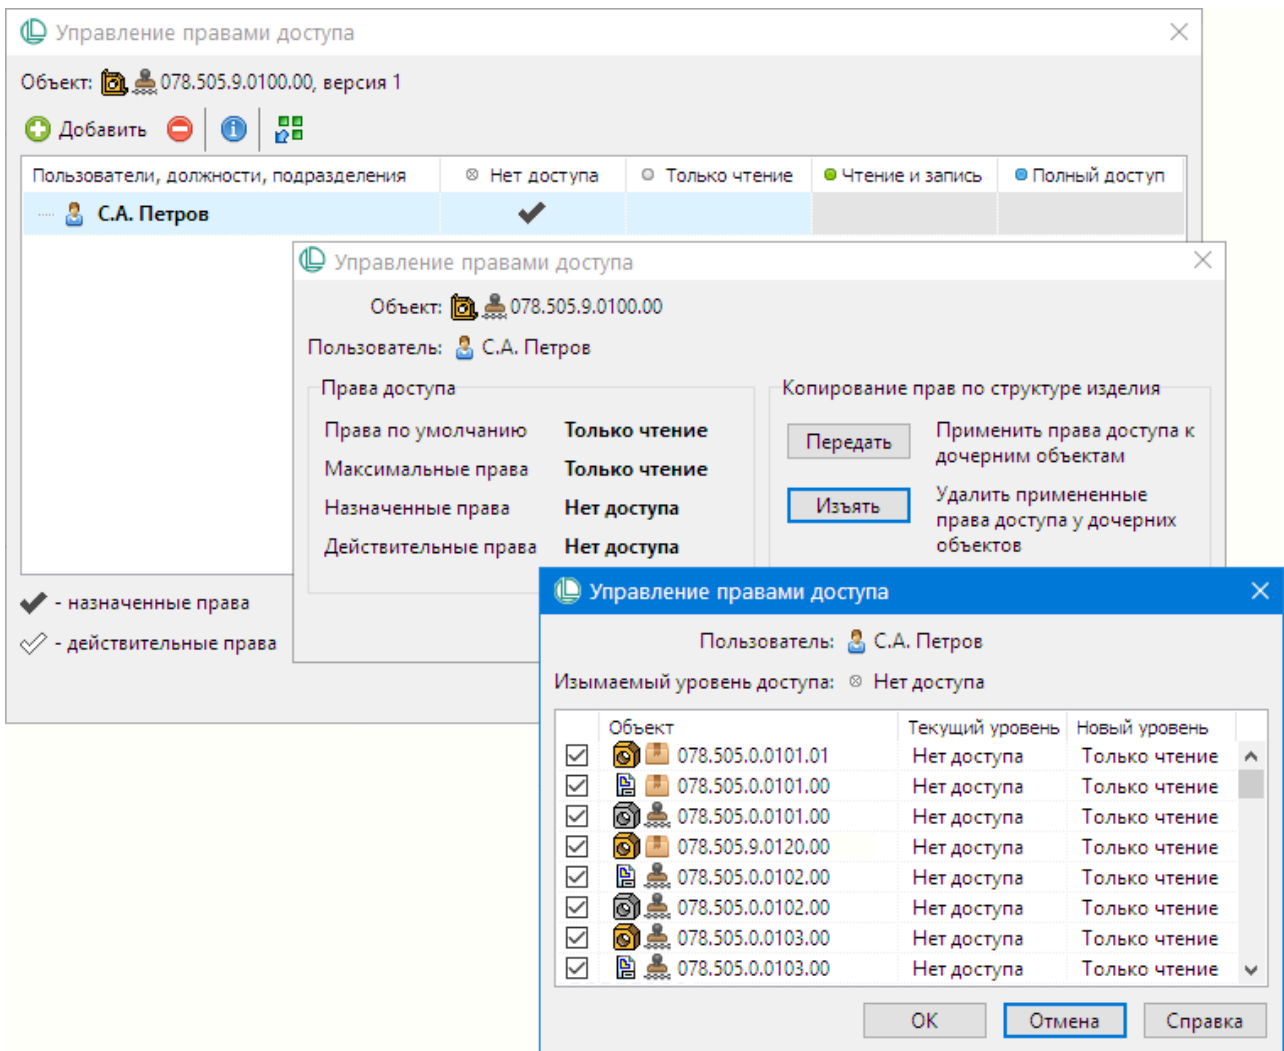 Управление правами доступа
Объект: 078.505.9.0100.00, версия 1
Добавить
Пользователи, должности, подразделения Нет доступа Только чтение Чтение и запись Полный доступ
С.А. Петров
Управление правами доступа
Объект: 078.505.9.0100.00
Пользователь: С.А. Петров
Права доступа
Права по умолчанию Только чтение
Максимальные права Только чтение
Назначенные права Нет доступа
Действительные права Нет доступа
Копирование прав по структуре изделия
Передать
Применить права доступа к
дочерним объектам
Изъять
Удалить примененные
права доступа у дочерних
объектов
- назначенные права
- действительные права
Управление правами доступа
Пользователь: С.А. Петров
Изымаемый уровень доступа: Нет доступа
Объект Текущий уровень Новый уровень
078.505.0.0101.01 Нет доступа Только чтение
078.505.0.0101.00 Нет доступа Только чтение
078.505.0.0101.00 Нет доступа Только чтение
078.505.9.0120.00 Нет доступа Только чтение
078.505.0.0102.00 Нет доступа Только чтение
078.505.0.0102.00 Нет доступа Только чтение
078.505.0.0103.00 Нет доступа Только чтение
078.505.0.0103.00 Нет доступа Только чтение
ОК Отмена Справка